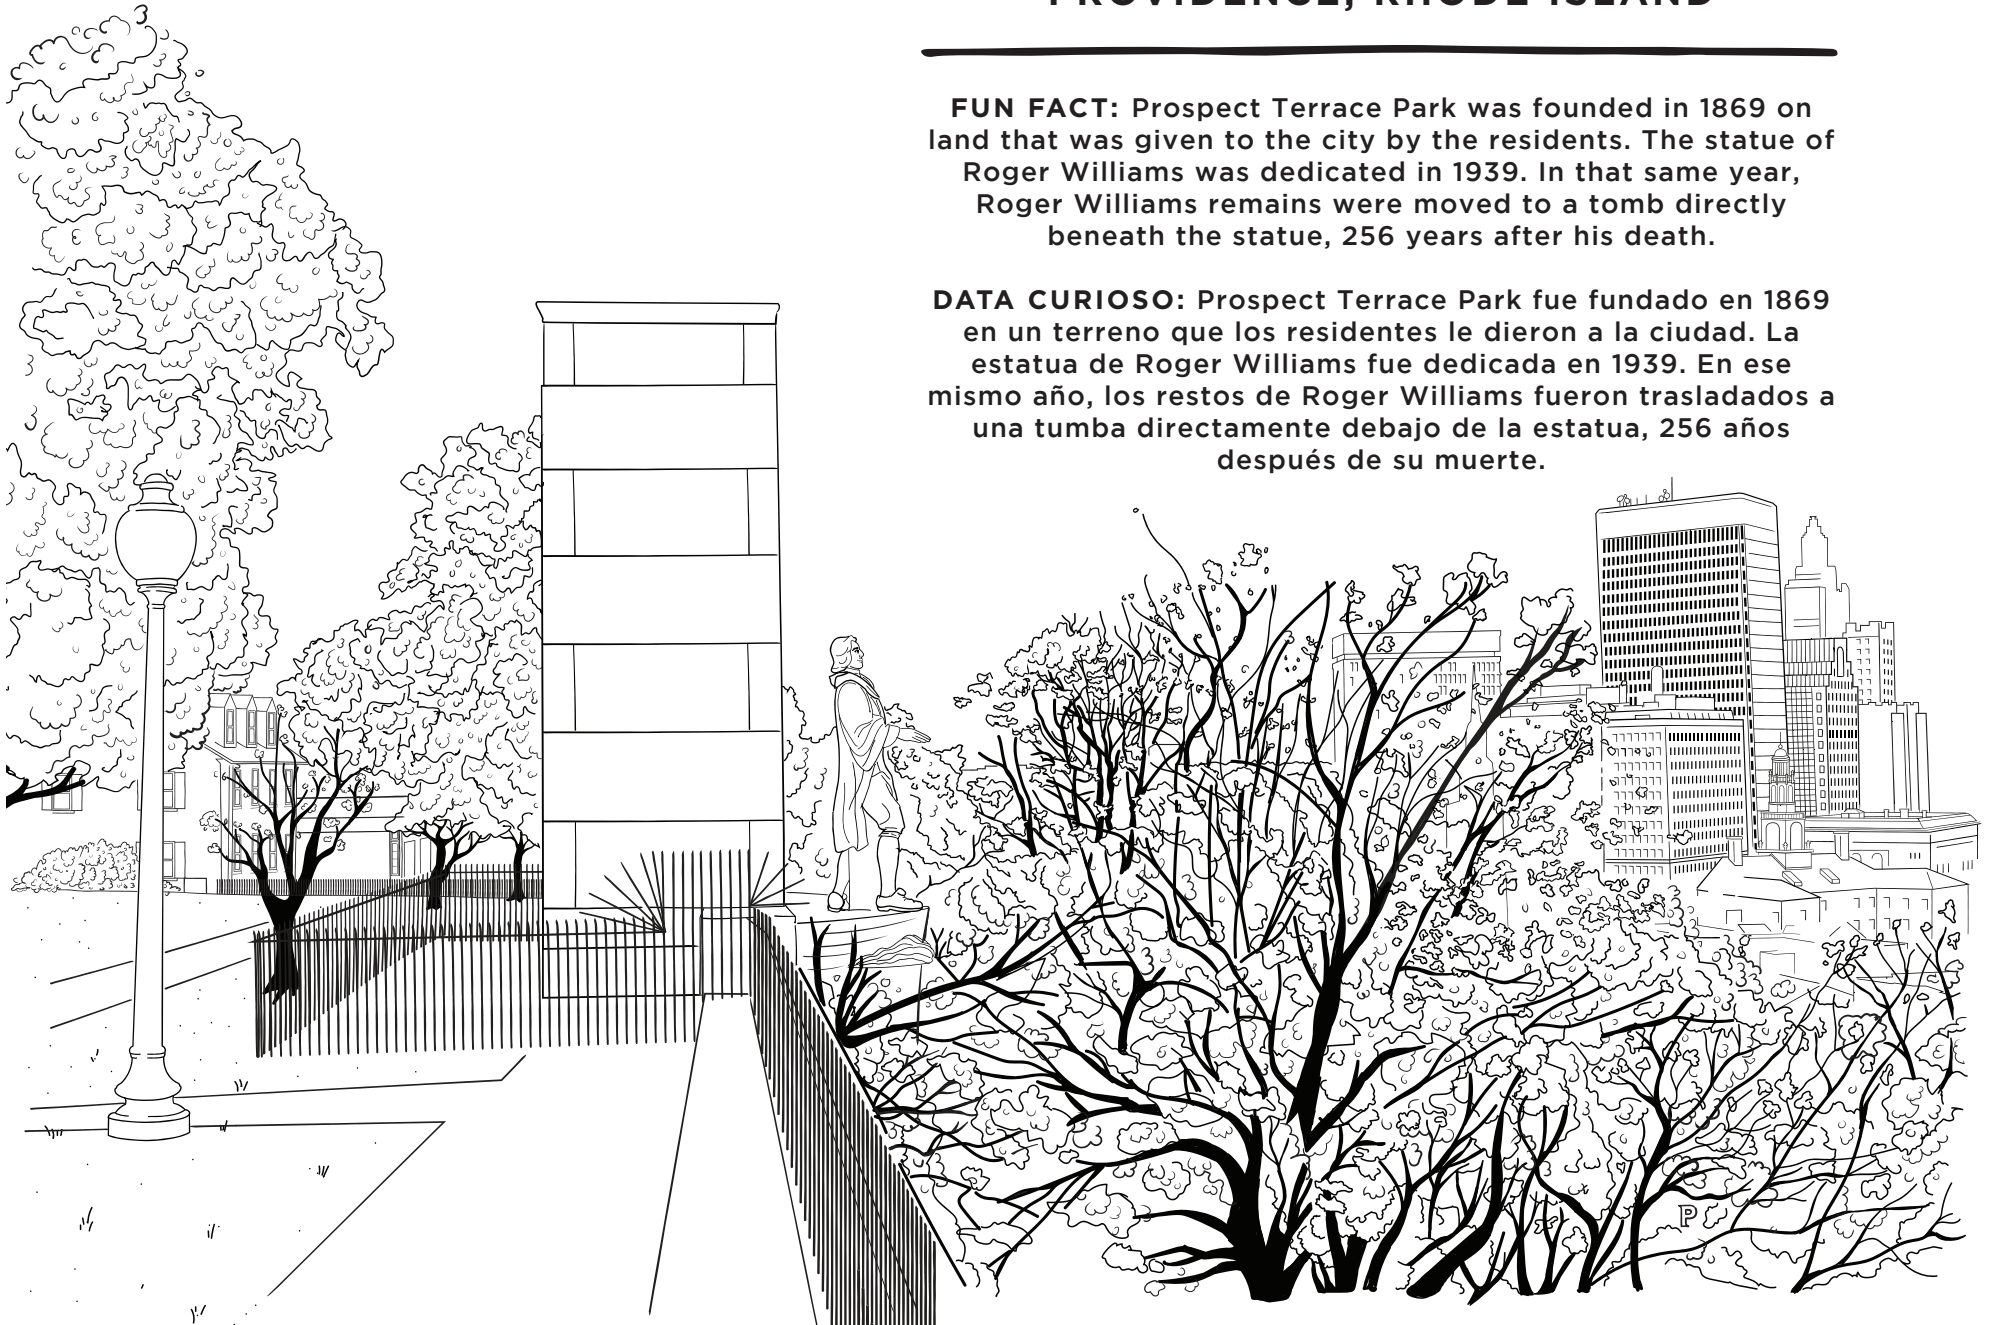 PROVIDENCE, RHODE ISLAND
FUN FACT: Prospect Terrace Park was founded in 1869 on
land that was given to the city by the residents. The statue of
Roger Williams was dedicated in 1939. In that same year,
Roger Williams remains were moved to a tomb directly
beneath the statue, 256 years after his death.
DATA CURIOSO: Prospect Terrace Park fue fundado en 1869
en un terreno que los residentes le dieron a la ciudad. La
estatua de Roger Williams fue dedicada en 1939. En ese
mismo año, los restos de Roger Williams fueron trasladados a
una tumba directamente debajo de la estatua, 256 años
después de su muerte.
P